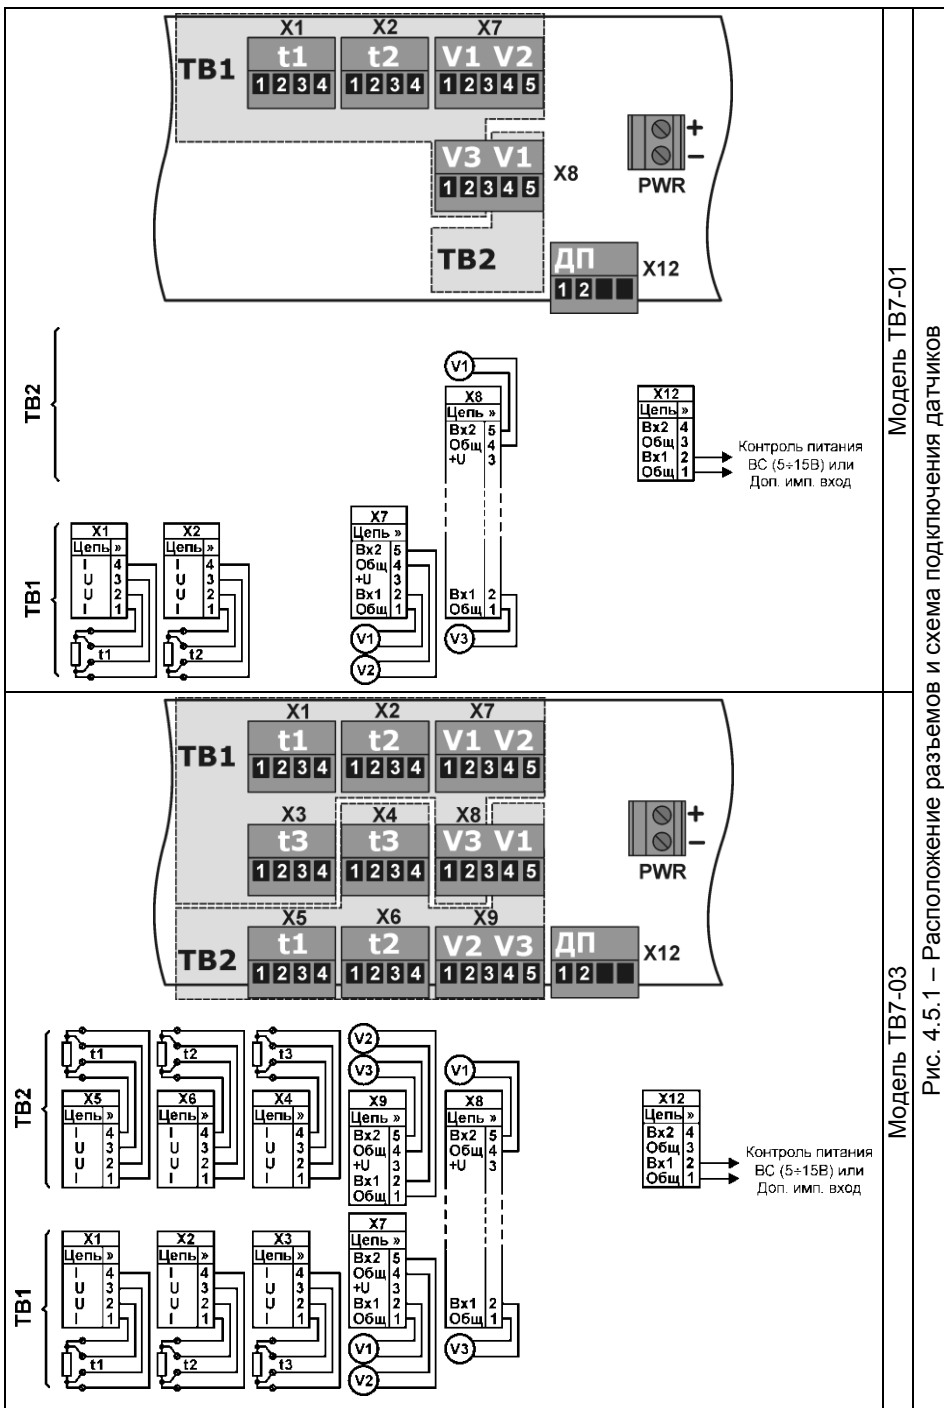 X1 X2 X7
ТВ1 t1 t2 V1 V2
1 2 3 4 1 2 3 4 1 2 3 4 5
+
–
PWR
V3 V1 X8
1 2 3 4 5
ТВ2
ДП X12
1 2
ТВ2
V1
X8
Цепь »
Вх2 5
Общ 4
+U 3
Вх1 2
Общ 1
V3
X12
Цепь »
Вх2 4
Общ 3
Вх1 2
Общ 1
Контроль питания
ВС (5÷15В) или
Доп. имп. вход
ТВ1
X1
Цепь »
I 4
U 3
U 2
I 1
t1
X2
Цепь »
I 4
U 3
U 2
I 1
t2
X7
Цепь »
Вх2 5
Общ 4
+U 3
Вх1 2
Общ 1
V1
V2
Модель ТВ7-01
X1 X2 X7
ТВ1 t1 t2 V1 V2
1 2 3 4 1 2 3 4 1 2 3 4 5
X3 X4 X8
t3 t3 V3 V1
1 2 3 4 1 2 3 4 1 2 3 4 5
+
–
PWR
X5 X6 X9
ТВ2 t1 t2 V2 V3 ДП X12
1 2 3 4 1 2 3 4 1 2 3 4 5 1 2
ТВ2
t1
X5
Цепь »
I 4
U 3
U 2
I 1
t2
X6
Цепь »
I 4
U 3
U 2
I 1
t3
X4
Цепь »
I 4
U 3
U 2
I 1
V2
V3
X9
Цепь »
Вх2 5
Общ 4
+U 3
Вх1 2
Общ 1
V1
X8
Цепь »
Вх2 5
Общ 4
+U 3
Вх1 2
Общ 1
V3
X12
Цепь »
Вх2 4
Общ 3
Вх1 2
Общ 1
Контроль питания
ВС (5÷15В) или
Доп. имп. вход
ТВ1
X1
Цепь »
I 4
U 3
U 2
I 1
t1
X2
Цепь »
I 4
U 3
U 2
I 1
t2
X3
Цепь »
I 4
U 3
U 2
I 1
t3
X7
Цепь »
Вх2 5
Общ 4
+U 3
Вх1 2
Общ 1
V1
V2
Модель ТВ7-03
Рис. 4.5.1 – Расположение разъемов и схема подключения датчиков